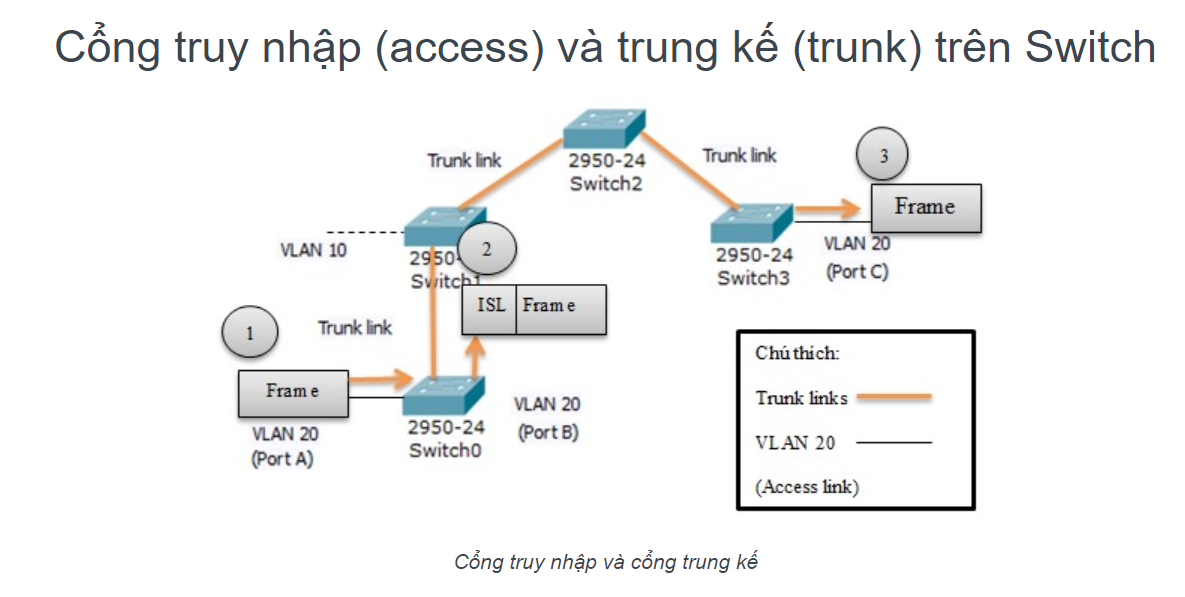 Cổng truy nhập (access) và trung kế (trunk) trên Switch
Trunk link
2950-24
Switch2
Trunk link
3
Frame
VLAN 10
2
2950-
Switch1
2950-24
Switch3
VLAN 20
(Port C)
ISL Frame
1
Trunk link
Frame
VLAN 20
(Port A)
2950-24
Switch0
VLAN 20
(Port B)
Chú thích:
Trunk links
VLAN 20
(Access link)
Cổng truy nhập và cổng trung kế